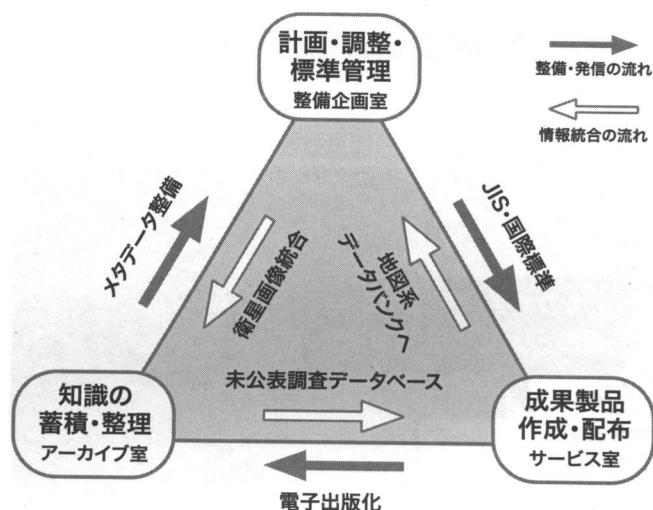 計画・調整・
標準管理
整備企画室
整備・発信の流れ
情報統合の流れ
メタデータ整備
衛星画像統合
地図系
データバンクへ
JIS・国際標準
未公表調査データベース
知識の
蓄積・整理
アーカイブ室
成果製品
作成・配布
サービス室
電子出版化